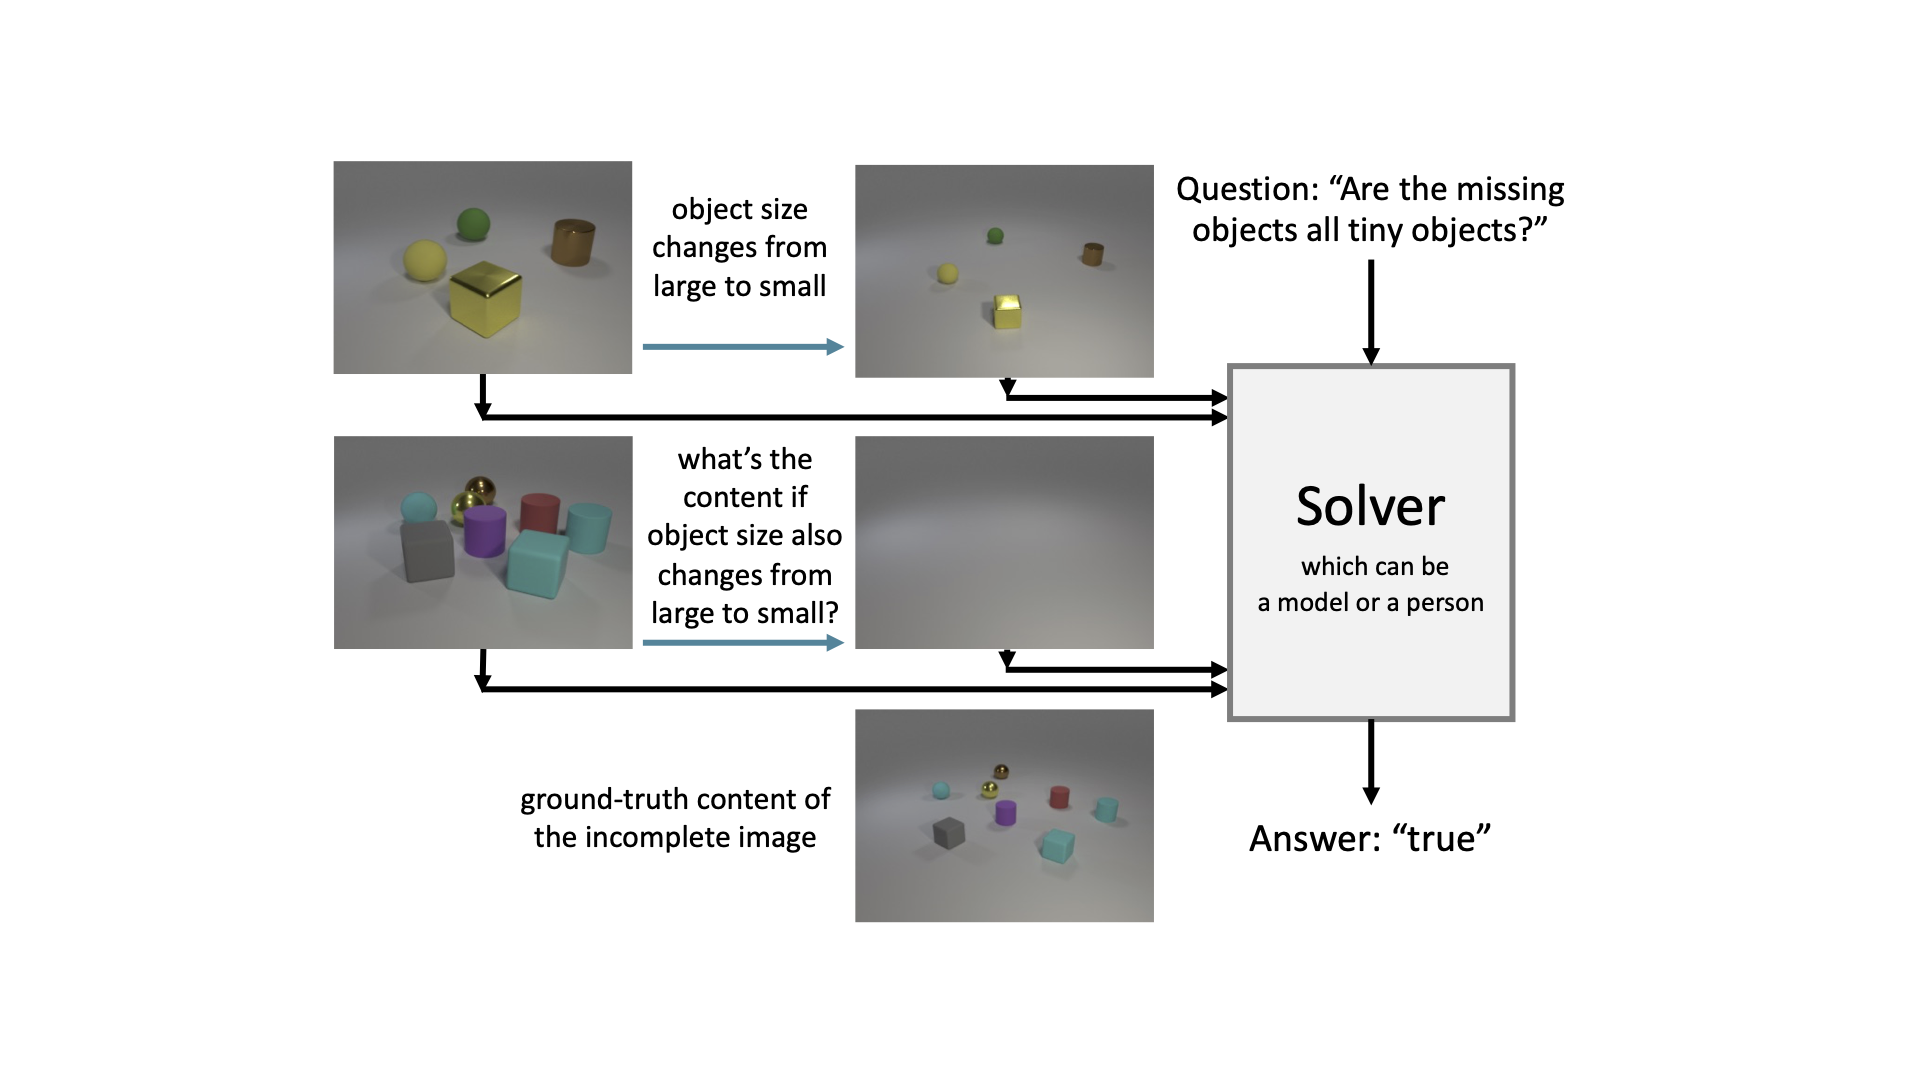 object size
changes from
large to small
Question: “Are the missing
objects all tiny objects?”
what’s the
content if
object size also
changes from
large to small?
Solver
which can be
a model or a person
ground-truth content of
the incomplete image
Answer: “true”